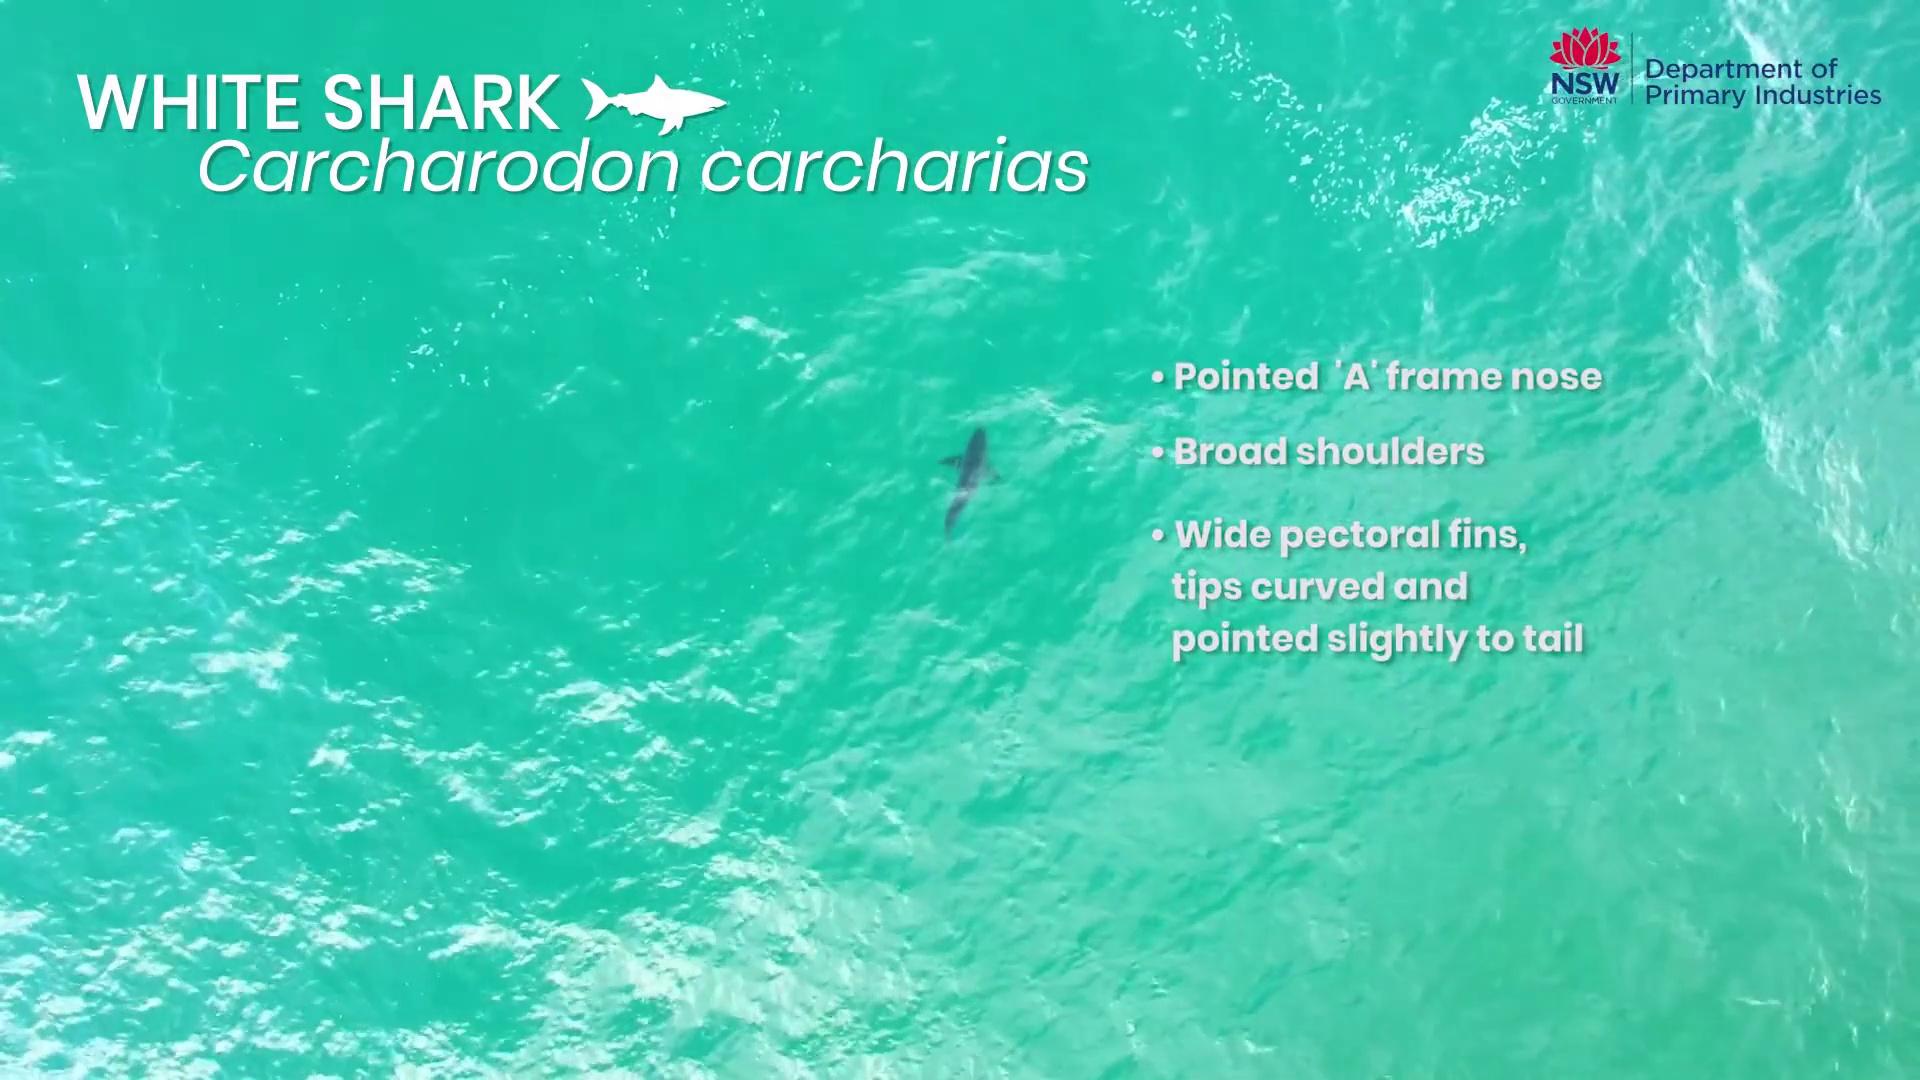 WHITE SHARK
Carcharodon carcharias
NSW
GOVERNMENT
Department of
Primary Industries
• Pointed 'A' frame nose
• Broad shoulders
• Wide pectoral fins,
tips curved and
pointed slightly to tail